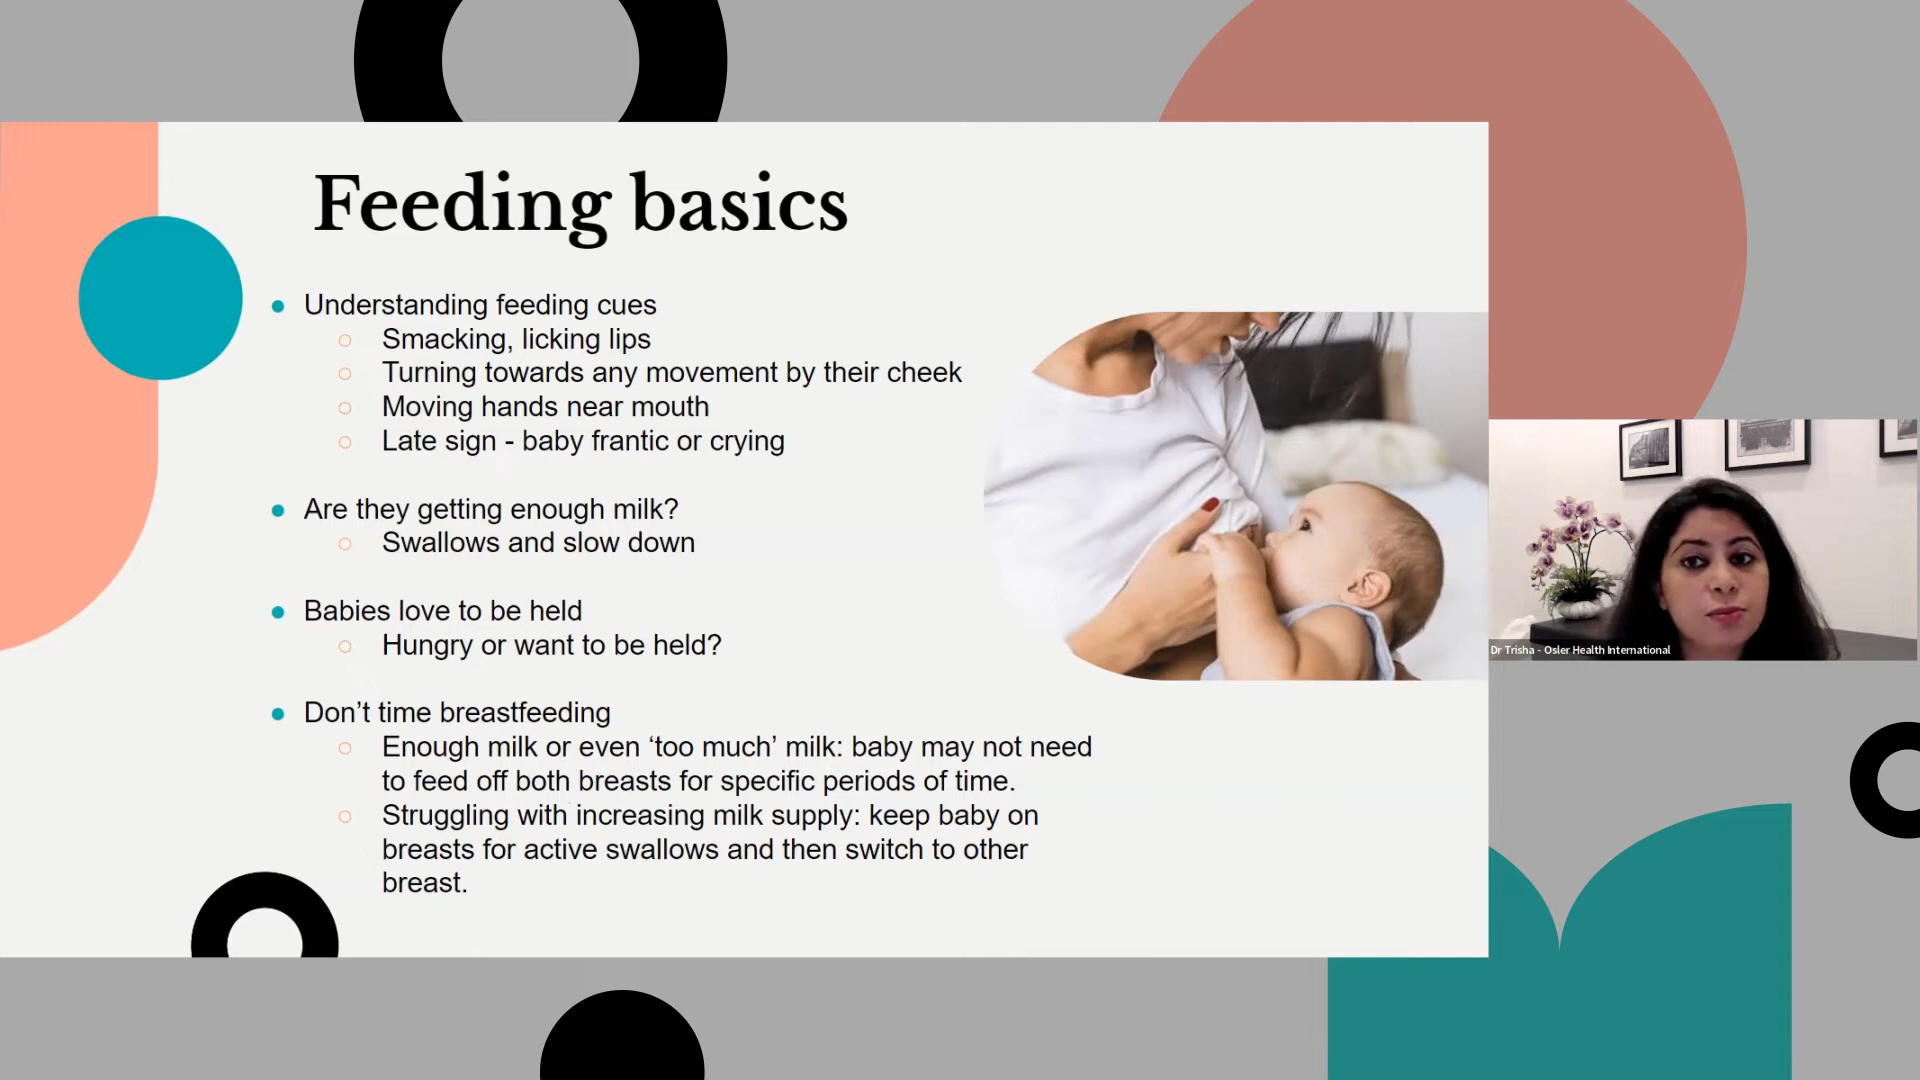 Feeding basics
Understanding feeding cues
Smacking, licking lips
Turning towards any movement by their cheek
Moving hands near mouth
Late sign - baby frantic or crying
Are they getting enough milk?
Swallows and slow down
Babies love to be held
Hungry or want to be held?
Don’t time breastfeeding
Enough milk or even ‘too much’ milk: baby may not need
to feed off both breasts for specific periods of time.
Struggling with increasing milk supply: keep baby on
breasts for active swallows and then switch to other
breast.
Dr Trisha - Osler Health International